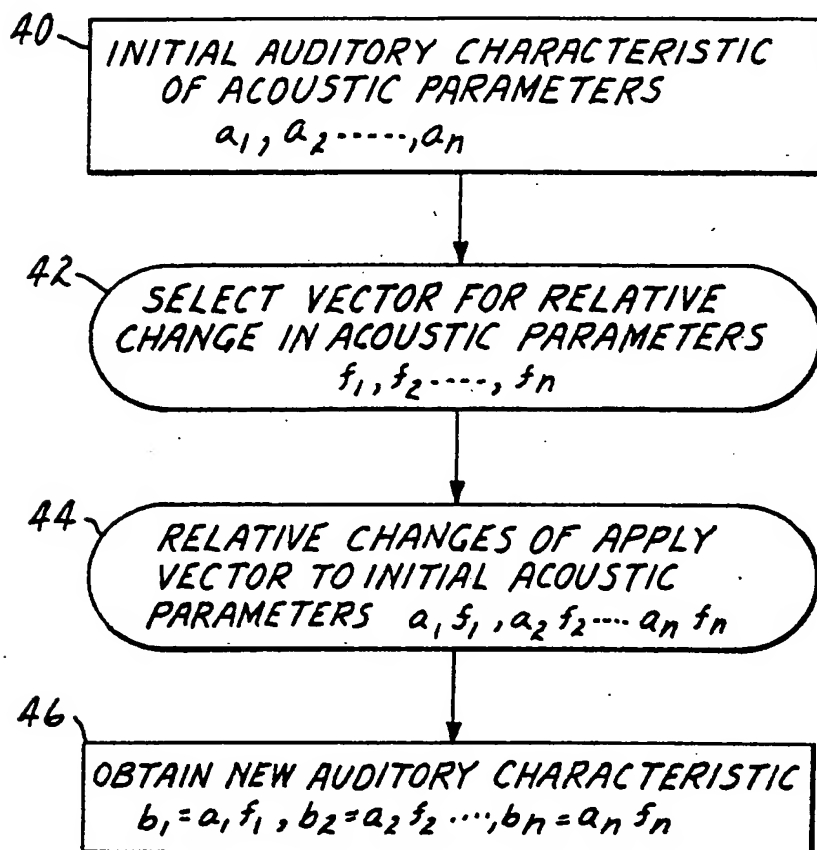 40
INITIAL AUDITORY CHARACTERISTIC
OF ACOUSTIC PARAMETERS
a₁, a₂ ·····, aₙ
42
SELECT VECTOR FOR RELATIVE
CHANGE IN ACOUSTIC PARAMETERS
f₁, f₂ ····, fₙ
44
RELATIVE CHANGES OF APPLY
VECTOR TO INITIAL ACOUSTIC
PARAMETERS a₁ f₁, a₂ f₂ ···· aₙ fₙ
46
OBTAIN NEW AUDITORY CHARACTERISTIC
b₁ = a₁ f₁, b₂ = a₂ f₂ ····, bₙ = aₙ fₙ